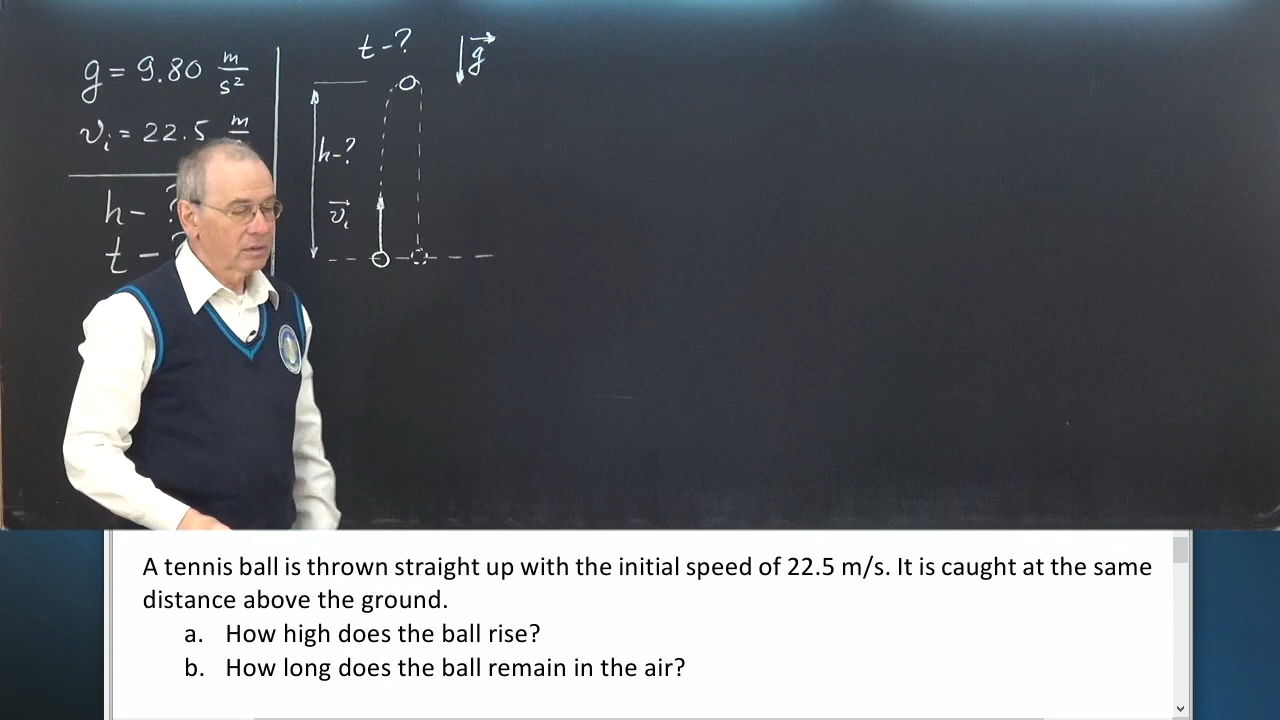 g = 9.80 m/s²
vᵢ = 22.5 m
h - ?
t - ?
t - ?
g⃗
h - ?
v⃗ᵢ
A tennis ball is thrown straight up with the initial speed of 22.5 m/s. It is caught at the same
distance above the ground.
a. How high does the ball rise?
b. How long does the ball remain in the air?